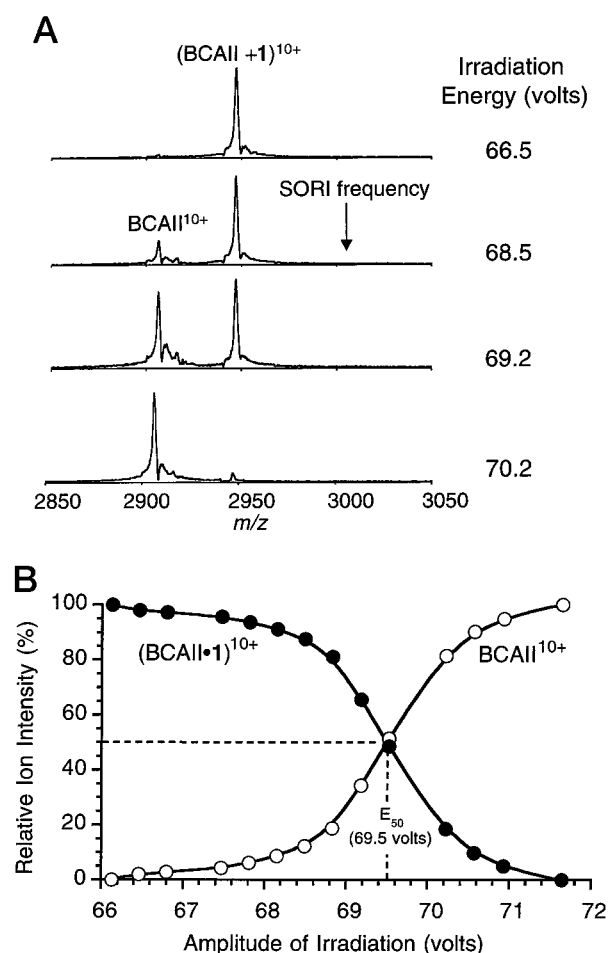 A
(BCAII +1)¹⁰⁺
Irradiation
Energy (volts)
66.5
SORI frequency
BCAII¹⁰⁺
68.5
69.2
70.2
2850 2900 2950 3000 3050
m/z
B
100
80
60
40
20
0
Relative Ion Intensity (%)
(BCAII•1)¹⁰⁺
BCAII¹⁰⁺
E₅₀
(69.5 volts)
66 67 68 69 70 71 72
Amplitude of Irradiation (volts)